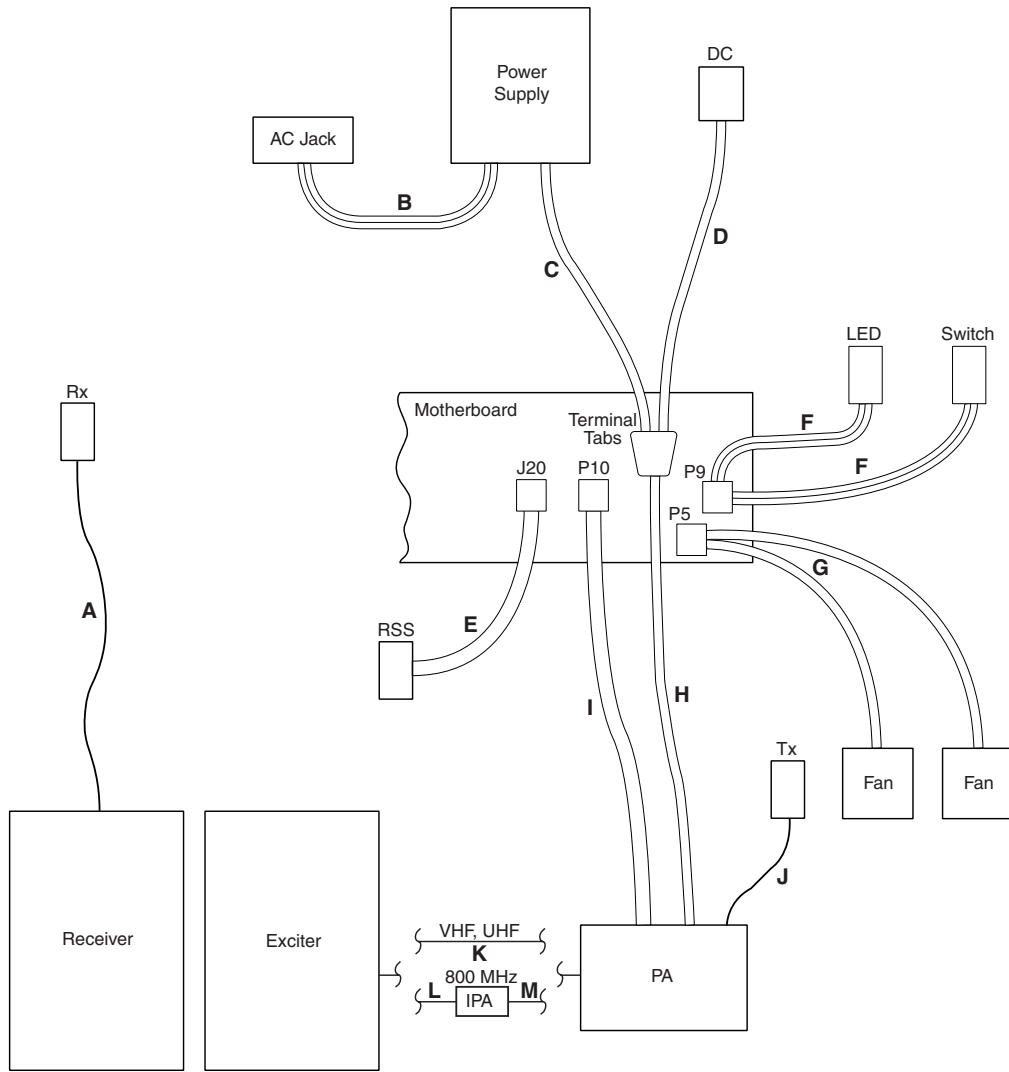 Power
Supply
DC
AC Jack
B
D
C
LED
Switch
Rx
Motherboard
Terminal
Tabs
F
F
J20
P10
P9
P5
G
A
E
RSS
I
H
Tx
Fan
Fan
J
Receiver
Exciter
VHF, UHF
K
800 MHz
L
IPA
M
PA